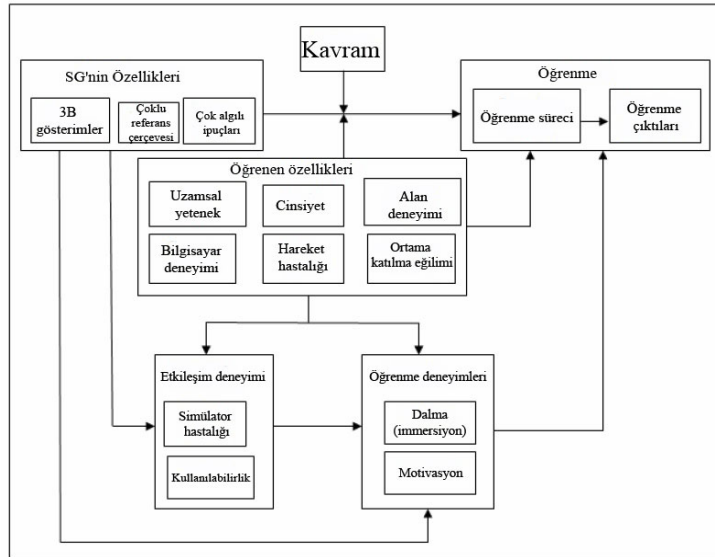 Kavram
SG'nin Özellikleri
3B
gösterimler
Çoklu
referans
çerçevesi
Çok algılı
ipuçları
Öğrenme
Öğrenme süreci
Öğrenme
çıktıları
Öğrenen özellikleri
Uzamsal
yetenek
Cinsiyet
Alan
deneyimi
Bilgisayar
deneyimi
Hareket
hastalığı
Ortama
katılma eğilimi
Etkileşim deneyimi
Simülator
hastalığı
Kullanılabilirlik
Öğrenme deneyimleri
Dalma
(immersiyon)
Motivasyon